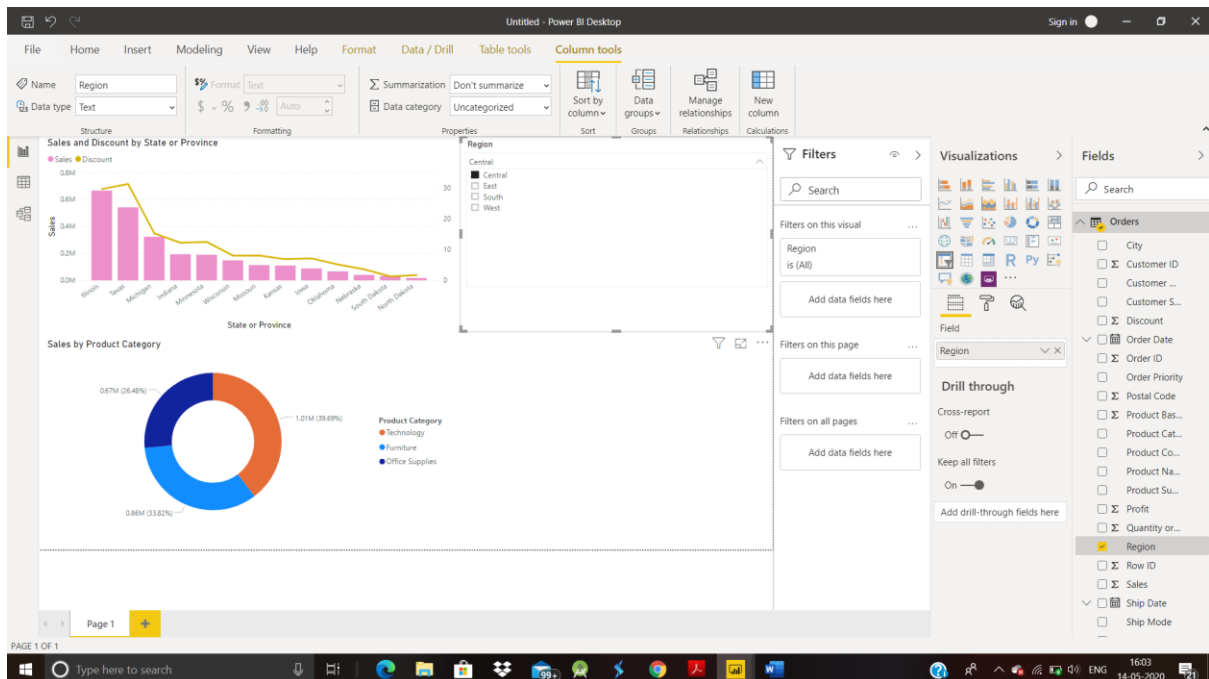 Untitled - Power BI Desktop
Sign in
File Home Insert Modeling View Help Format Data / Drill Table tools Column tools
Name Region
Data type Text
Structure
$% Format Text
$ % 9 Auto
Formatting
Σ Summarization Don't summarize
Data category Uncategorized
Properties
Sort by column
Sort
Data groups
Groups
Manage relationships
Relationships
New column
Calculations
Sales and Discount by State or Province
Sales Discount
0.8M
0.6M
0.4M
0.2M
0.0M
Sales
30
20
10
0
Illinois Texas Michigan Indiana Minnesota Wisconsin Missouri Kansas Iowa Oklahoma Nebraska South Dakota North Dakota
State or Province
Region
Central
Central
East
South
West
Sales by Product Category
0.67M (26.48%)
1.01M (39.69%)
0.86M (33.82%)
Product Category
Technology
Furniture
Office Supplies
Filters
Search
Filters on this visual ...
Region
is (All)
Add data fields here
Filters on this page ...
Add data fields here
Filters on all pages ...
Add data fields here
Visualizations
R Py
...
Field
Region
Drill through
Cross-report
Off
Keep all filters
On
Add drill-through fields here
Fields
Search
Orders
City
Σ Customer ID
Customer ...
Customer S...
Σ Discount
Order Date
Σ Order ID
Order Priority
Σ Postal Code
Σ Product Bas...
Product Cat...
Product Co...
Product Na...
Product Su...
Σ Profit
Σ Quantity or...
Region
Σ Row ID
Σ Sales
Ship Date
Ship Mode
Page 1 +
PAGE 1 OF 1
Type here to search
99+
ENG
16:03
14-05-2020
21